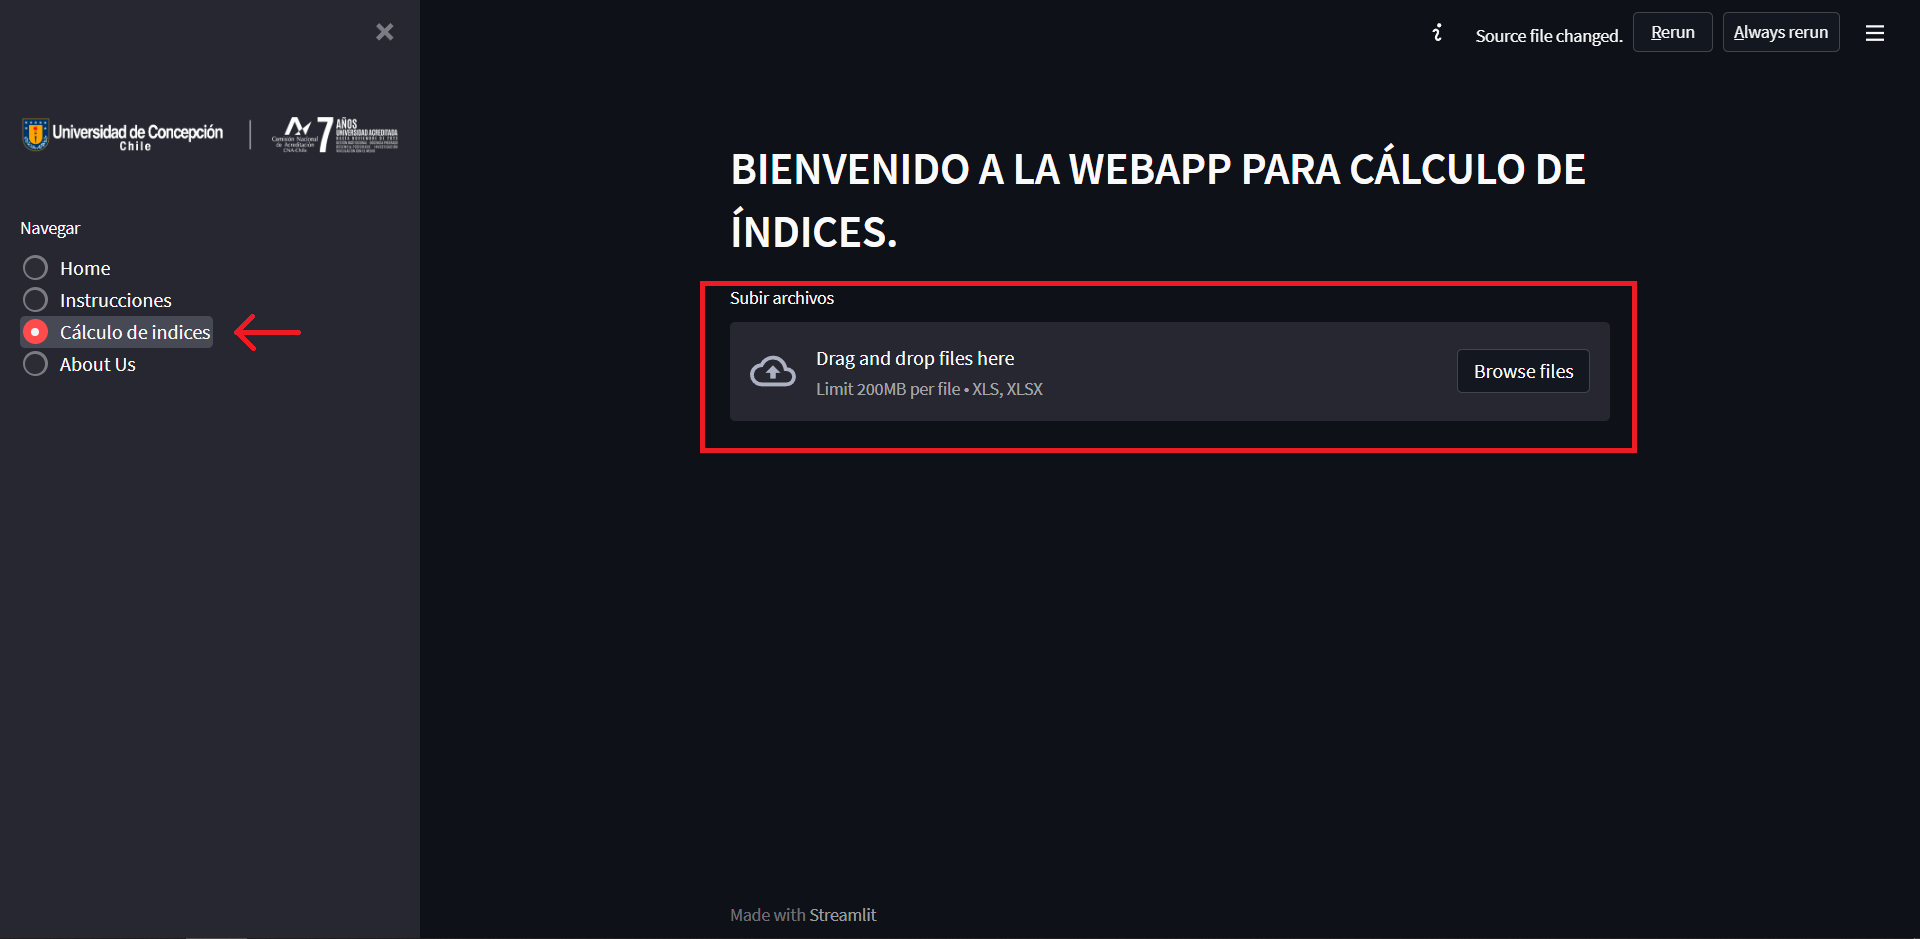 Source file changed.
Rerun
Always rerun
Universidad de Concepción
Chile
Comisión Nacional
de Acreditación
CNA-Chile
7
AÑOS
UNIVERSIDAD ACREDITADA
Navegar
Home
Instrucciones
Cálculo de indices
About Us
BIENVENIDO A LA WEBAPP PARA CÁLCULO DE
ÍNDICES.
Subir archivos
Drag and drop files here
Limit 200MB per file • XLS, XLSX
Browse files
Made with Streamlit